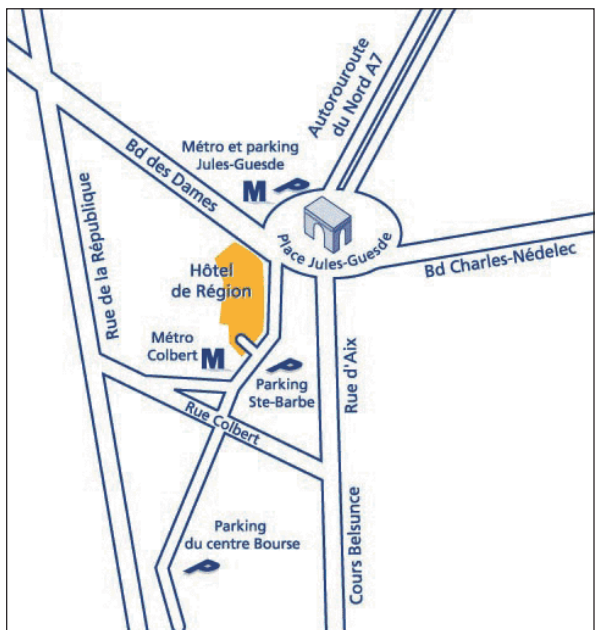 Autorouroute
du Nord A7
Métro et parking
Jules-Guesde
M P
Bd des Dames
Place Jules-Guesde
Bd Charles-Nédelec
Rue de la République
Hôtel
de Région
Métro
Colbert M
P
Parking
Ste-Barbe
Rue d'Aix
Rue Colbert
Parking
du centre Bourse
P
Cours Belsunce